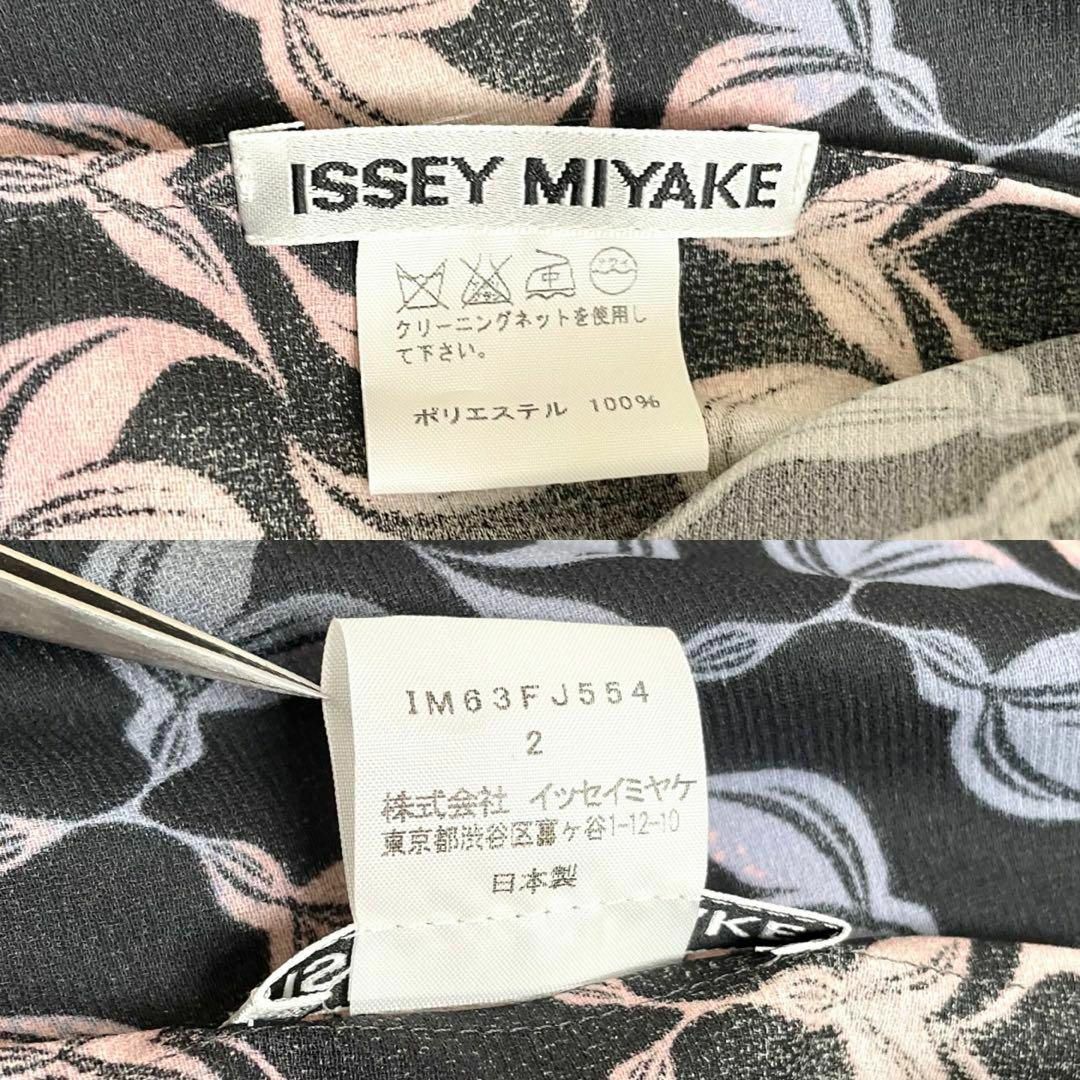 ISSEY MIYAKE
中
クリーニングネットを使用し
て下さい。
ポリエステル 100%
IM63FJ554
2
株式会社 イッセイミヤケ
東京都渋谷区富ヶ谷1-12-10
日本製